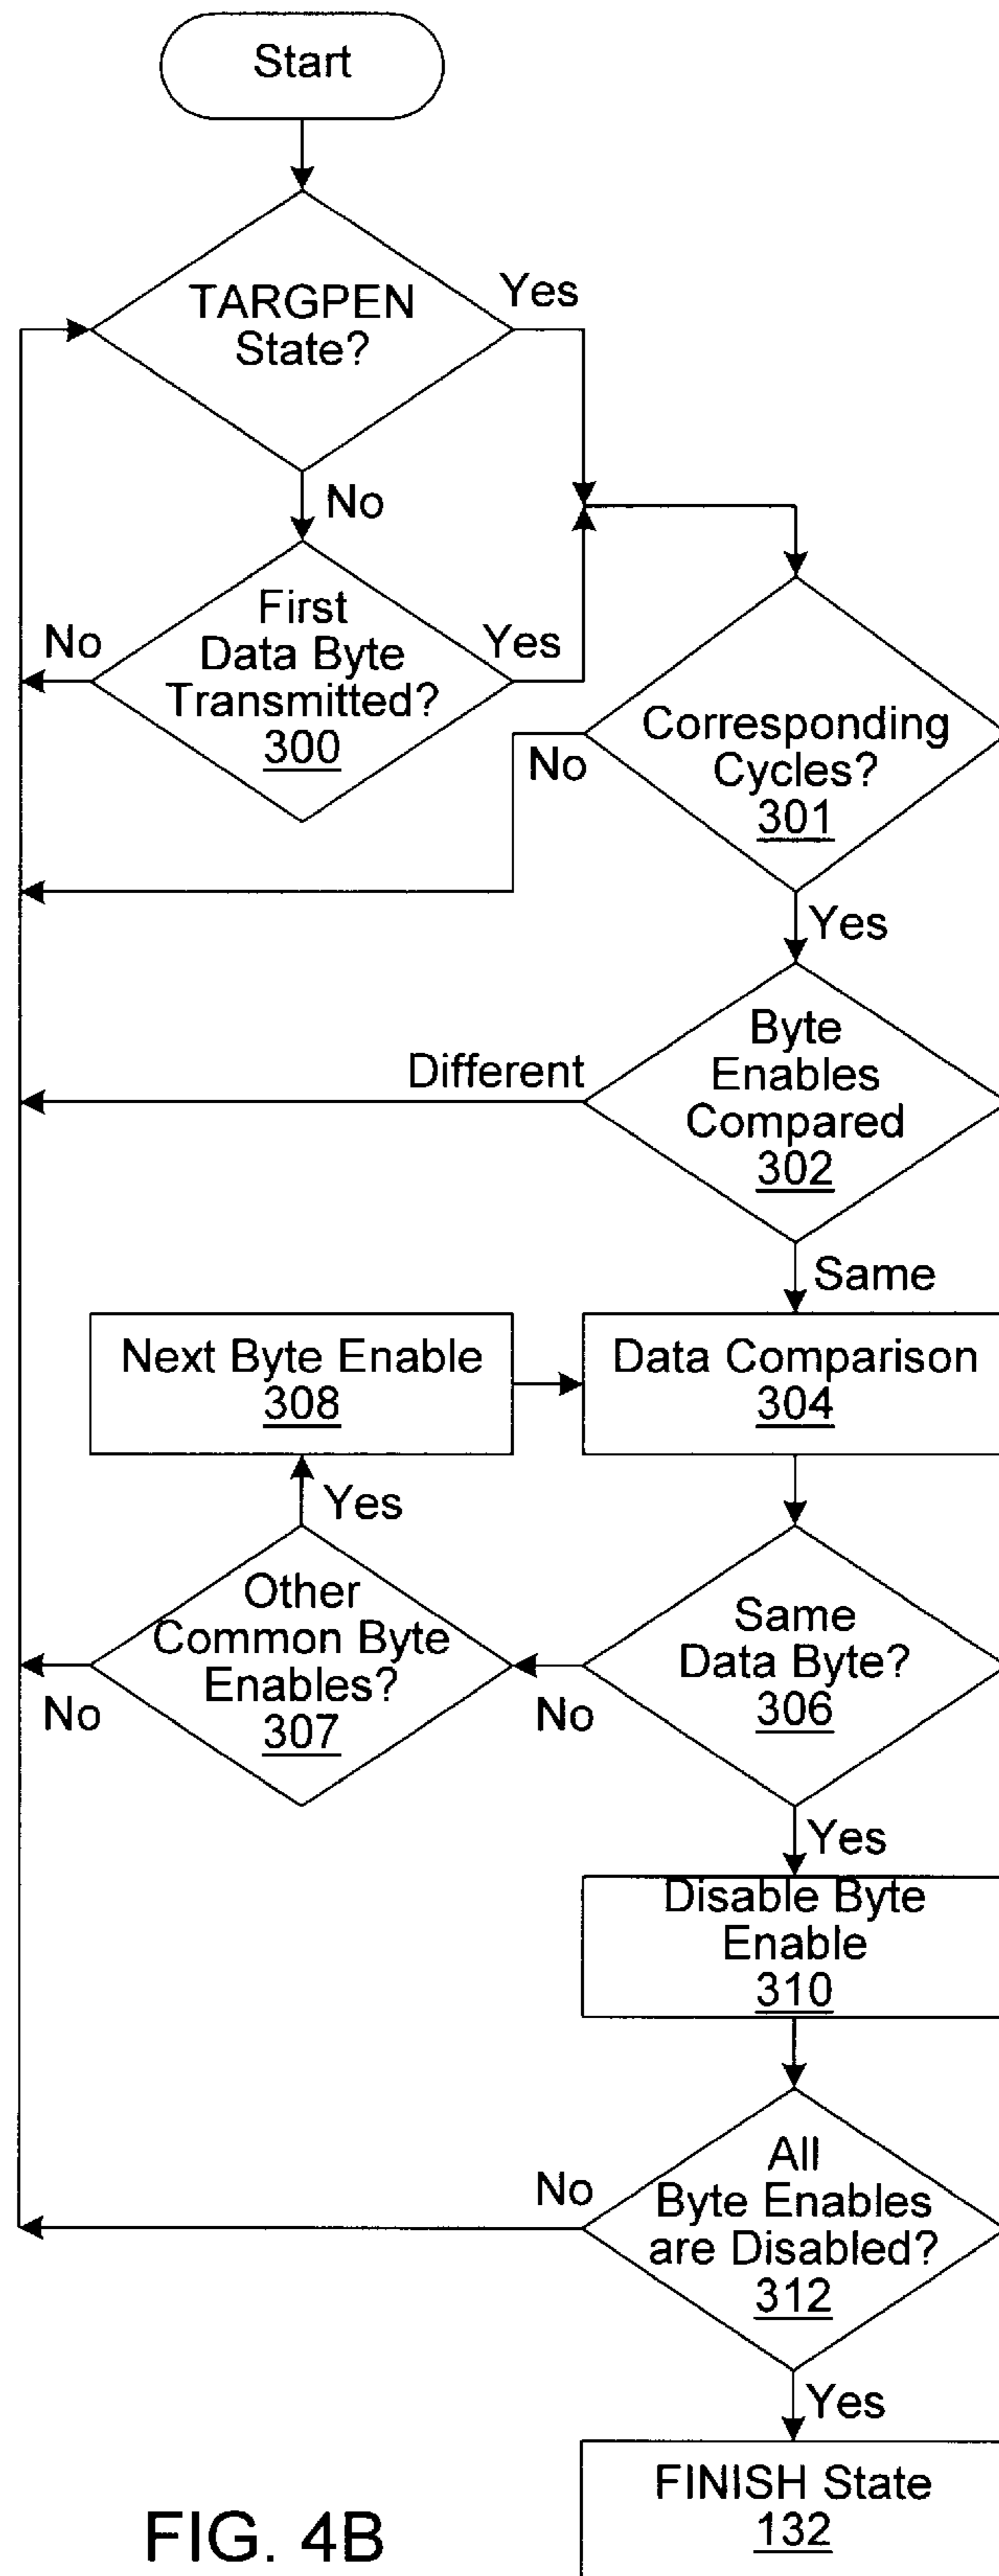 Start
TARGPEN
State?
Yes
No
First
Data Byte
Transmitted?
300
No
Yes
Corresponding
Cycles?
301
No
Yes
Byte
Enables
Compared
302
Different
Same
Next Byte Enable
308
Data Comparison
304
Yes
Other
Common Byte
Enables?
307
No
Same
Data Byte?
306
No
Yes
Disable Byte
Enable
310
All
Byte Enables
are Disabled?
312
No
Yes
FINISH State
132
FIG. 4B